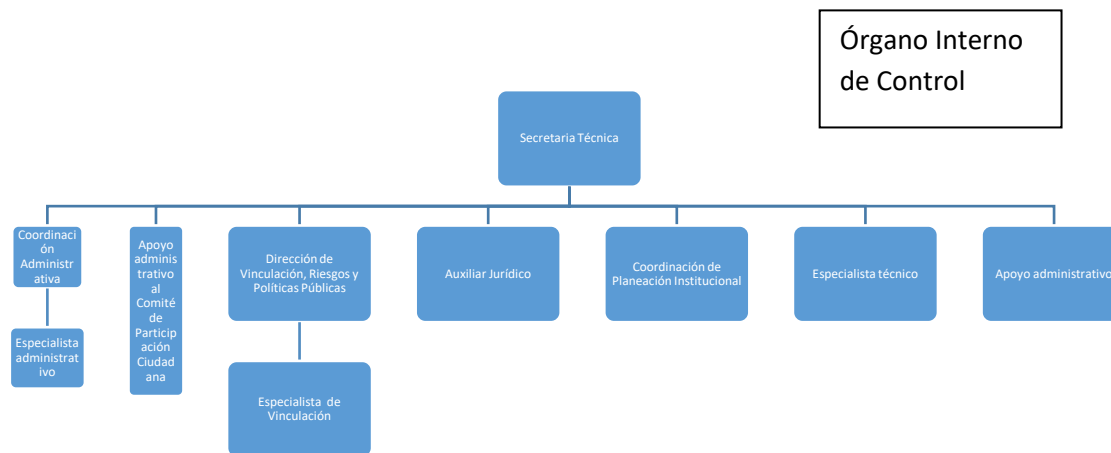 Órgano Interno
de Control
Secretaria Técnica
Coordinaci
ón
Administr
ativa
Apoyo
adminis
trativo
al
Comité
de
Particip
ación
Ciudad
ana
Dirección de
Vinculación, Riesgos y
Políticas Públicas
Auxiliar Jurídico
Coordinación de
Planeación Institucional
Especialista técnico
Apoyo administrativo
Especialista
administrat
ivo
Especialista de
Vinculación